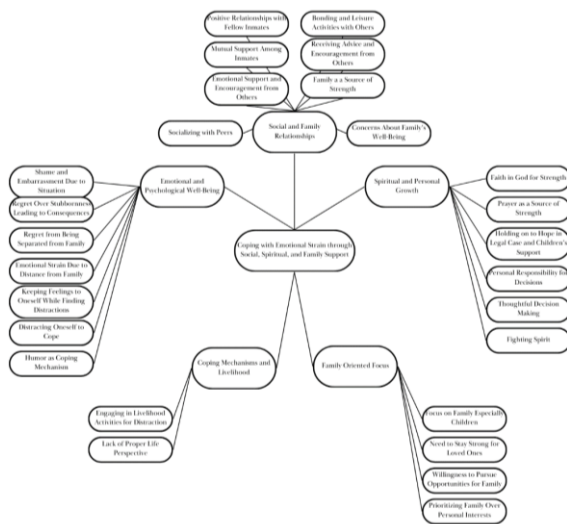 Positive Relationships with
Fellow Inmates
Bonding and Leisure
Activities with Others
Mutual Support Among
Inmates
Receiving Advice and
Encouragement from
Others
Emotional Support and
Encouragement from
Others
Family a a Source of
Strength
Socializing with Peers
Social and Family
Relationships
Concerns About Family's
Well-Being
Shame and
Embarrassment Due to
Situation
Regret Over Stubbornness
Leading to Consequences
Regret from Being
Separated from Family
Emotional Strain Due to
Distance from Family
Keeping Feelings to
Oneself While Finding
Distractions
Distracting Oneself to
Cope
Humor as Coping
Mechanism
Emotional and
Psychological Well-Being
Spiritual and Personal
Growth
Faith in God for Strength
Prayer as a Source of
Strength
Holding on to Hope in
Legal Case and Children's
Support
Personal Responsibility for
Decisions
Thoughtful Decision
Making
Fighting Spirit
Coping with Emotional Strain through
Social, Spiritual, and Family Support
Coping Mechanisms and
Livelihood
Family Oriented Focus
Engaging in Livelihood
Activities for Distraction
Lack of Proper Life
Perspective
Focus on Family Especially
Children
Need to Stay Strong for
Loved Ones
Willingness to Pursue
Opportunities for Family
Prioritizing Family Over
Personal Interests